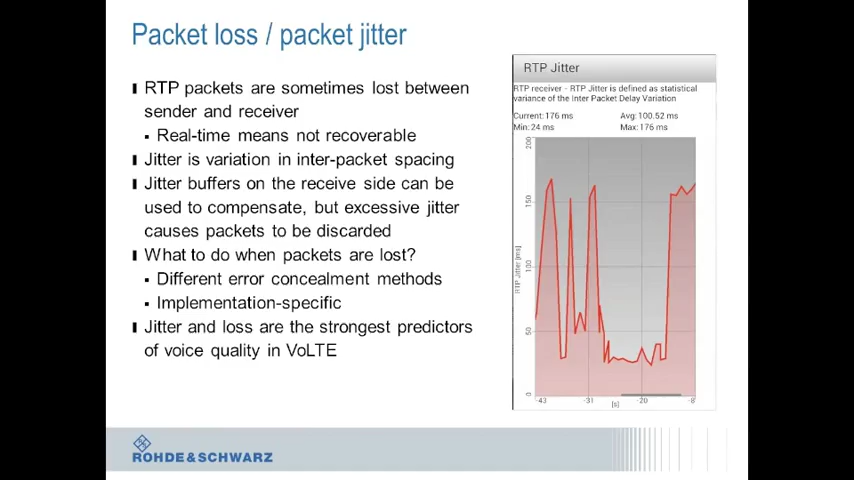 Packet loss / packet jitter
RTP packets are sometimes lost between
sender and receiver
Real-time means not recoverable
Jitter is variation in inter-packet spacing
Jitter buffers on the receive side can be
used to compensate, but excessive jitter
causes packets to be discarded
What to do when packets are lost?
Different error concealment methods
Implementation-specific
Jitter and loss are the strongest predictors
of voice quality in VoLTE
RTP Jitter
RTP receiver - RTP Jitter is defined as statistical
variance of the Inter Packet Delay Variation
Current: 176 ms Avg: 100.52 ms
Min: 24 ms Max: 176 ms
200
150
100
50
0
RTP Jitter [ms]
-43 -31 -20 -8
[s]
ROHDE & SCHWARZ